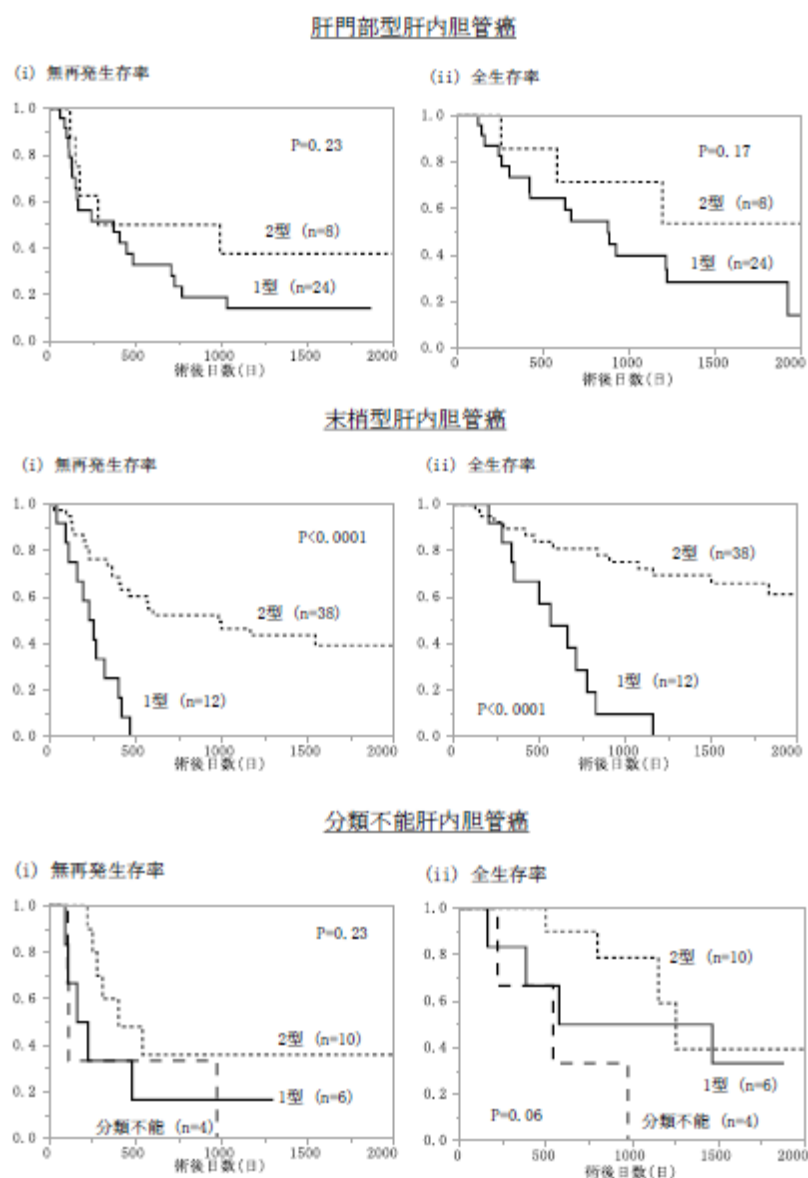 肝門部型肝内胆管癌
(i) 無再発生存率
(ii) 全生存率
1.0
0.8
0.6
0.4
0.2
0.0
P=0.23
2型 (n=8)
1型 (n=24)
0
500
1000
1500
2000
術後日数(日)
1.0
0.8
0.6
0.4
0.2
0.0
P=0.17
2型 (n=8)
1型 (n=24)
0
500
1000
1500
2000
術後日数(日)
末梢型肝内胆管癌
(i) 無再発生存率
(ii) 全生存率
1.0
0.8
0.6
0.4
0.2
0.0
P<0.0001
2型 (n=38)
1型 (n=12)
0
500
1000
1500
2000
術後日数(日)
1.0
0.8
0.6
0.4
0.2
0.0
2型 (n=38)
1型 (n=12)
P<0.0001
0
500
1000
1500
2000
術後日数(日)
分類不能肝内胆管癌
(i) 無再発生存率
(ii) 全生存率
1.0
0.8
0.6
0.4
0.2
0.0
P=0.23
2型 (n=10)
1型 (n=6)
分類不能 (n=4)
0
500
1000
1500
2000
術後日数(日)
1.0
0.8
0.6
0.4
0.2
0.0
2型 (n=10)
1型 (n=6)
P=0.06
分類不能 (n=4)
0
500
1000
1500
2000
術後日数(日)